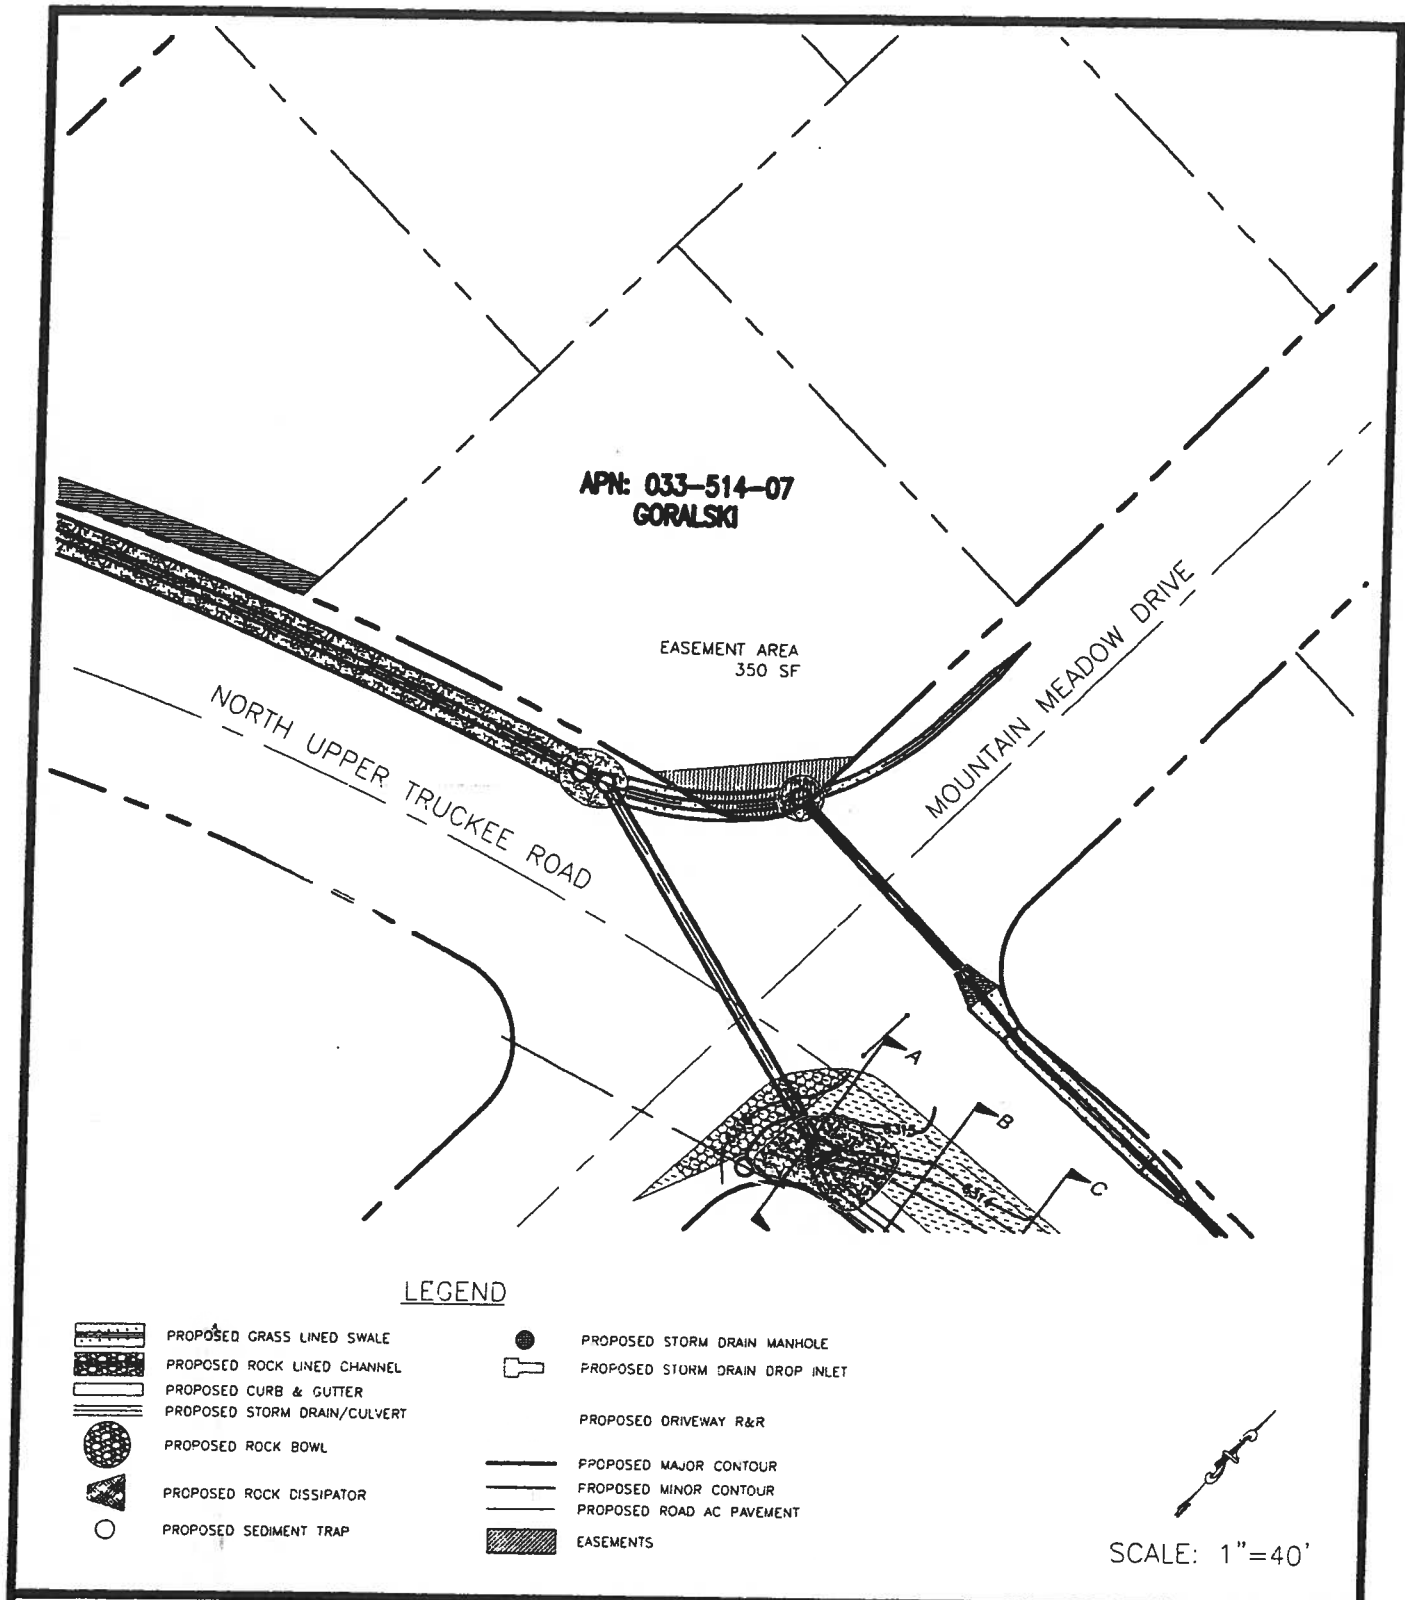 APN: 033-514-07
GORALSKI
EASEMENT AREA
350 SF
NORTH UPPER TRUCKEE ROAD
MOUNTAIN MEADOW DRIVE
A
B
C
6315
6314
LEGEND
PROPOSED GRASS LINED SWALE
PROPOSED ROCK LINED CHANNEL
PROPOSED CURB & GUTTER
PROPOSED STORM DRAIN/CULVERT
PROPOSED ROCK BOWL
PROPOSED ROCK DISSIPATOR
PROPOSED SEDIMENT TRAP
PROPOSED STORM DRAIN MANHOLE
PROPOSED STORM DRAIN DROP INLET
PROPOSED DRIVEWAY R&R
PROPOSED MAJOR CONTOUR
PROPOSED MINOR CONTOUR
PROPOSED ROAD AC PAVEMENT
EASEMENTS
SCALE: 1"=40'